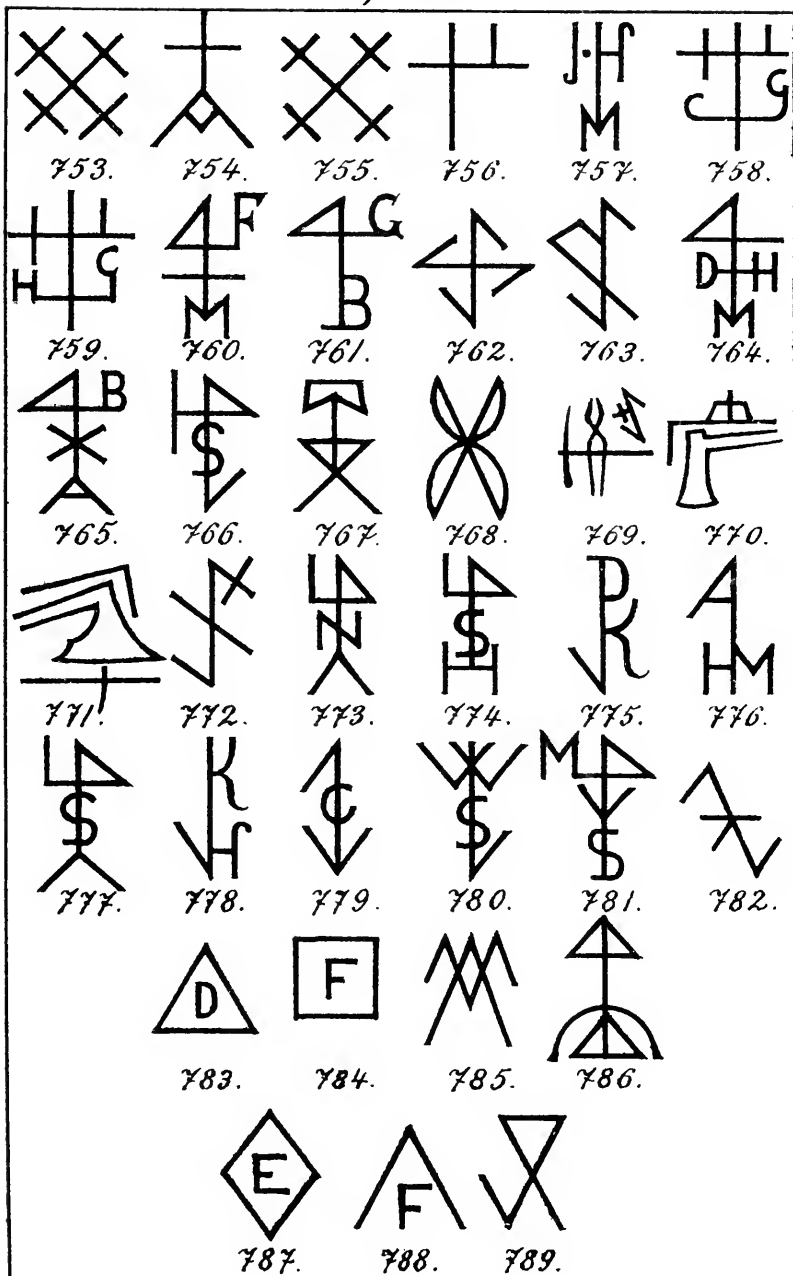 753. 754. 755. 756. 757. 758.
J·H M C G
759. 760. 761. 762. 763. 764.
H G F M G B D H M
765. 766. 767. 768. 769. 770.
B A S
771. 772. 773. 774. 775. 776.
N S H P K A H M
777. 778. 779. 780. 781. 782.
S K H C W S M S
783. 784. 785. 786.
D F
787. 788. 789.
E F